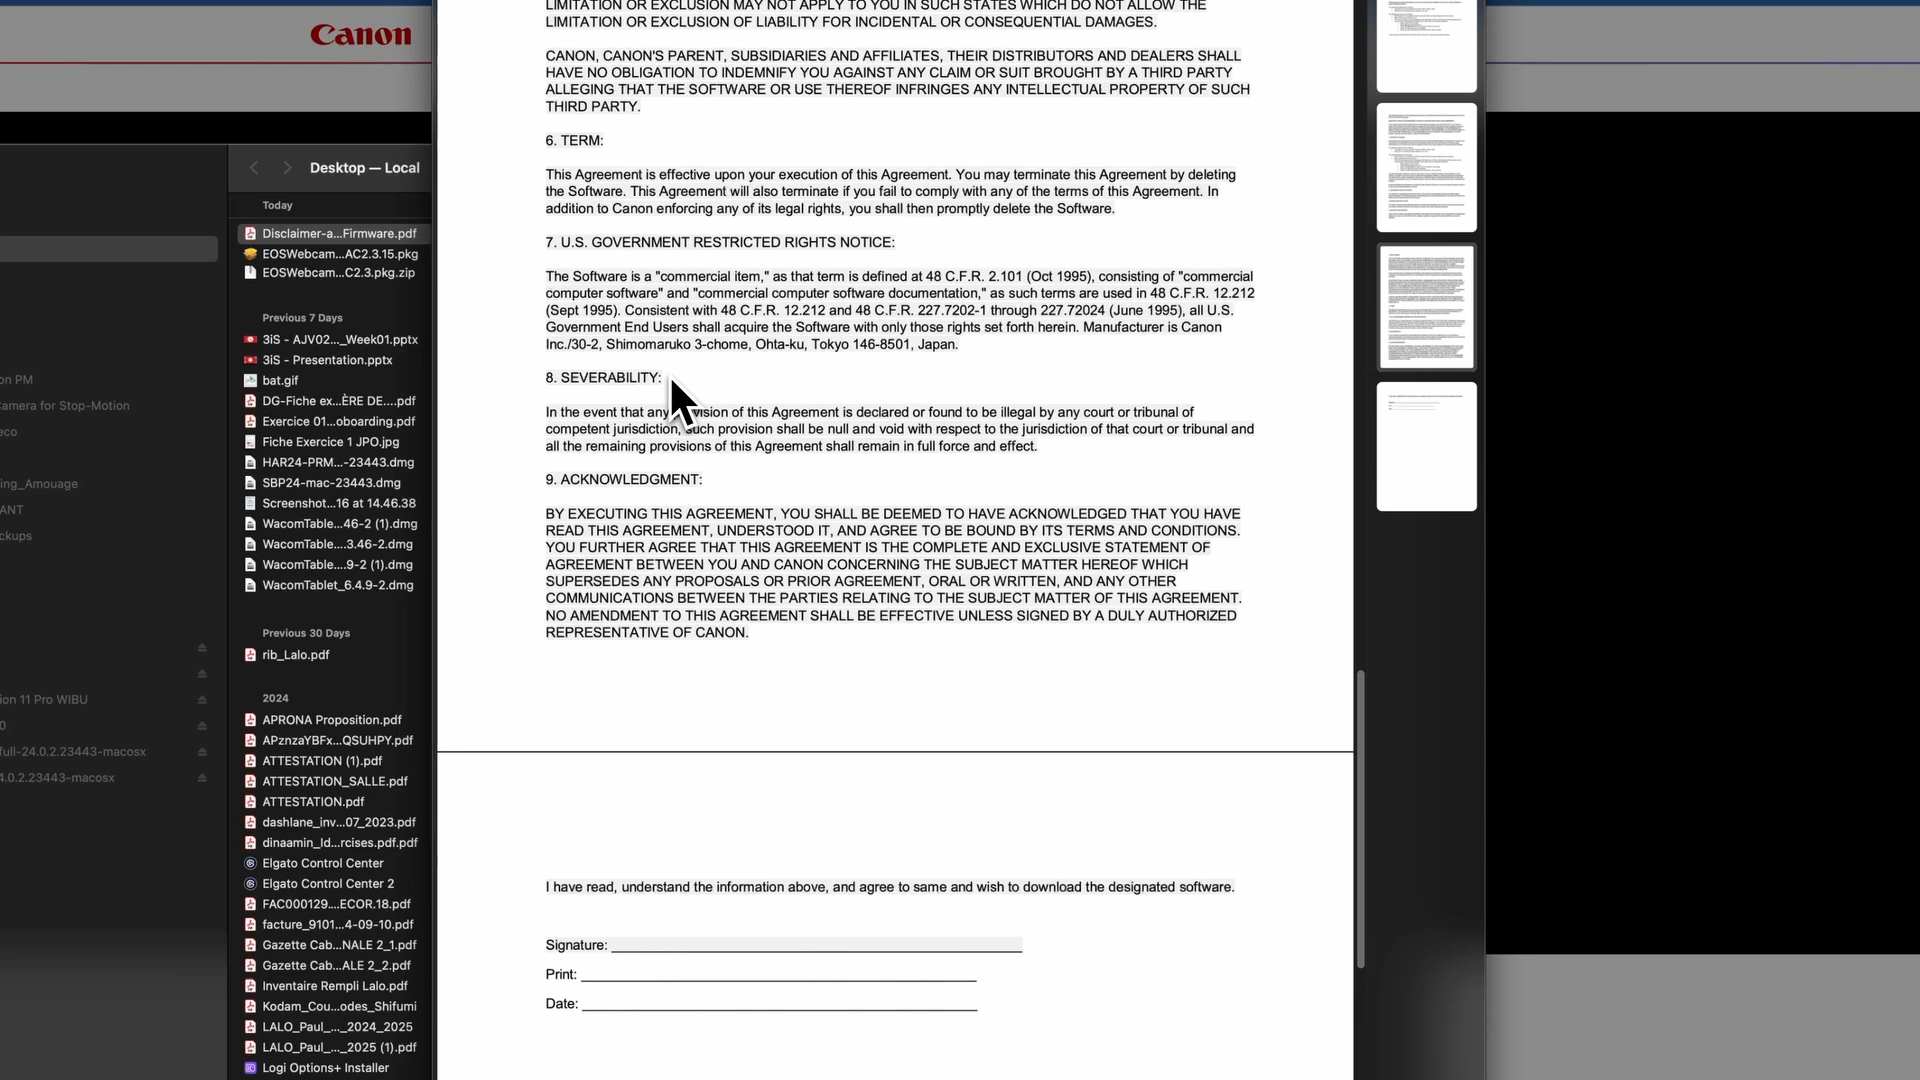 Canon
on PM
Camera for Stop-Motion
eco
ing_Amouage
ANT
ckups
ion 11 Pro WIBU
0
full-24.0.2.23443-macosx
4.0.2.23443-macosx
Desktop — Local
Today
Disclaimer-a...Firmware.pdf
EOSWebcam...AC2.3.15.pkg
EOSWebcam...C2.3.pkg.zip
Previous 7 Days
3iS - AJV02..._Week01.pptx
3iS - Presentation.pptx
bat.gif
DG-Fiche ex...ÈRE DE....pdf
Exercice 01...oboarding.pdf
Fiche Exercice 1 JPO.jpg
HAR24-PRM...-23443.dmg
SBP24-mac-23443.dmg
Screenshot...16 at 14.46.38
WacomTable...46-2 (1).dmg
WacomTable....3.46-2.dmg
WacomTable....9-2 (1).dmg
WacomTablet_6.4.9-2.dmg
Previous 30 Days
rib_Lalo.pdf
2024
APRONA Proposition.pdf
APznzaYBFx...QSUHPY.pdf
ATTESTATION (1).pdf
ATTESTATION_SALLE.pdf
ATTESTATION.pdf
dashlane_inv...07_2023.pdf
dinaamin_Id...rcises.pdf.pdf
Elgato Control Center
Elgato Control Center 2
FAC000129....ECOR.18.pdf
facture_9101...4-09-10.pdf
Gazette Cab...NALE 2_1.pdf
Gazette Cab...ALE 2_2.pdf
Inventaire Rempli Lalo.pdf
Kodam_Cou...odes_Shifumi
LALO_Paul_..._2024_2025
LALO_Paul_..._2025 (1).pdf
Logi Options+ Installer
LIMITATION OR EXCLUSION MAY NOT APPLY TO YOU IN SUCH STATES WHICH DO NOT ALLOW THE
LIMITATION OR EXCLUSION OF LIABILITY FOR INCIDENTAL OR CONSEQUENTIAL DAMAGES.
CANON, CANON'S PARENT, SUBSIDIARIES AND AFFILIATES, THEIR DISTRIBUTORS AND DEALERS SHALL
HAVE NO OBLIGATION TO INDEMNIFY YOU AGAINST ANY CLAIM OR SUIT BROUGHT BY A THIRD PARTY
ALLEGING THAT THE SOFTWARE OR USE THEREOF INFRINGES ANY INTELLECTUAL PROPERTY OF SUCH
THIRD PARTY.
6. TERM:
This Agreement is effective upon your execution of this Agreement. You may terminate this Agreement by deleting
the Software. This Agreement will also terminate if you fail to comply with any of the terms of this Agreement. In
addition to Canon enforcing any of its legal rights, you shall then promptly delete the Software.
7. U.S. GOVERNMENT RESTRICTED RIGHTS NOTICE:
The Software is a "commercial item," as that term is defined at 48 C.F.R. 2.101 (Oct 1995), consisting of "commercial
computer software" and "commercial computer software documentation," as such terms are used in 48 C.F.R. 12.212
(Sept 1995). Consistent with 48 C.F.R. 12.212 and 48 C.F.R. 227.7202-1 through 227.72024 (June 1995), all U.S.
Government End Users shall acquire the Software with only those rights set forth herein. Manufacturer is Canon
Inc./30-2, Shimomaruko 3-chome, Ohta-ku, Tokyo 146-8501, Japan.
8. SEVERABILITY:
In the event that any vision of this Agreement is declared or found to be illegal by any court or tribunal of
competent jurisdiction, such provision shall be null and void with respect to the jurisdiction of that court or tribunal and
all the remaining provisions of this Agreement shall remain in full force and effect.
9. ACKNOWLEDGMENT:
BY EXECUTING THIS AGREEMENT, YOU SHALL BE DEEMED TO HAVE ACKNOWLEDGED THAT YOU HAVE
READ THIS AGREEMENT, UNDERSTOOD IT, AND AGREE TO BE BOUND BY ITS TERMS AND CONDITIONS.
YOU FURTHER AGREE THAT THIS AGREEMENT IS THE COMPLETE AND EXCLUSIVE STATEMENT OF
AGREEMENT BETWEEN YOU AND CANON CONCERNING THE SUBJECT MATTER HEREOF WHICH
SUPERSEDES ANY PROPOSALS OR PRIOR AGREEMENT, ORAL OR WRITTEN, AND ANY OTHER
COMMUNICATIONS BETWEEN THE PARTIES RELATING TO THE SUBJECT MATTER OF THIS AGREEMENT.
NO AMENDMENT TO THIS AGREEMENT SHALL BE EFFECTIVE UNLESS SIGNED BY A DULY AUTHORIZED
REPRESENTATIVE OF CANON.
I have read, understand the information above, and agree to same and wish to download the designated software.
Signature:
Print:
Date: